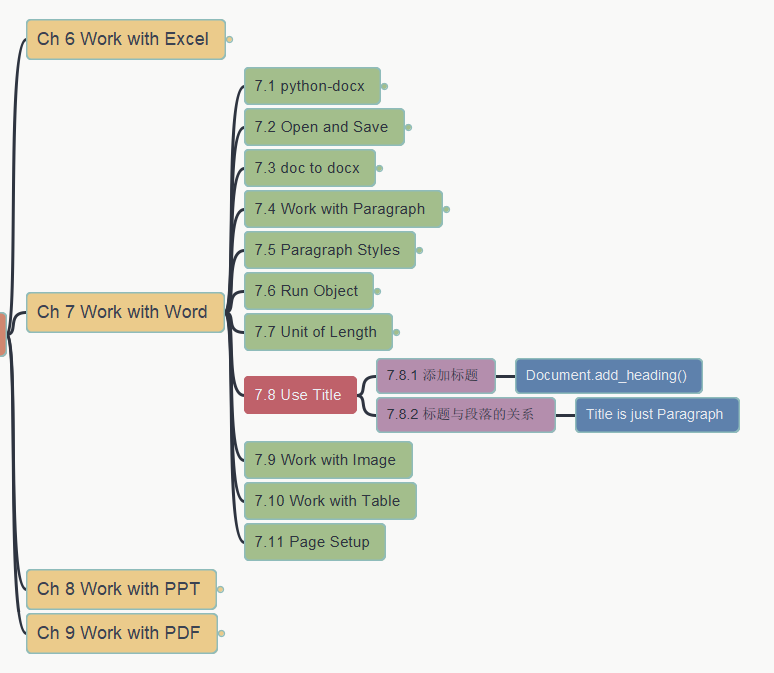 Ch 6 Work with Excel
7.1 python-docx
7.2 Open and Save
7.3 doc to docx
7.4 Work with Paragraph
7.5 Paragraph Styles
7.6 Run Object
Ch 7 Work with Word
7.7 Unit of Length
7.8 Use Title
7.8.1 添加标题
Document.add_heading()
7.8.2 标题与段落的关系
Title is just Paragraph
7.9 Work with Image
7.10 Work with Table
7.11 Page Setup
Ch 8 Work with PPT
Ch 9 Work with PDF